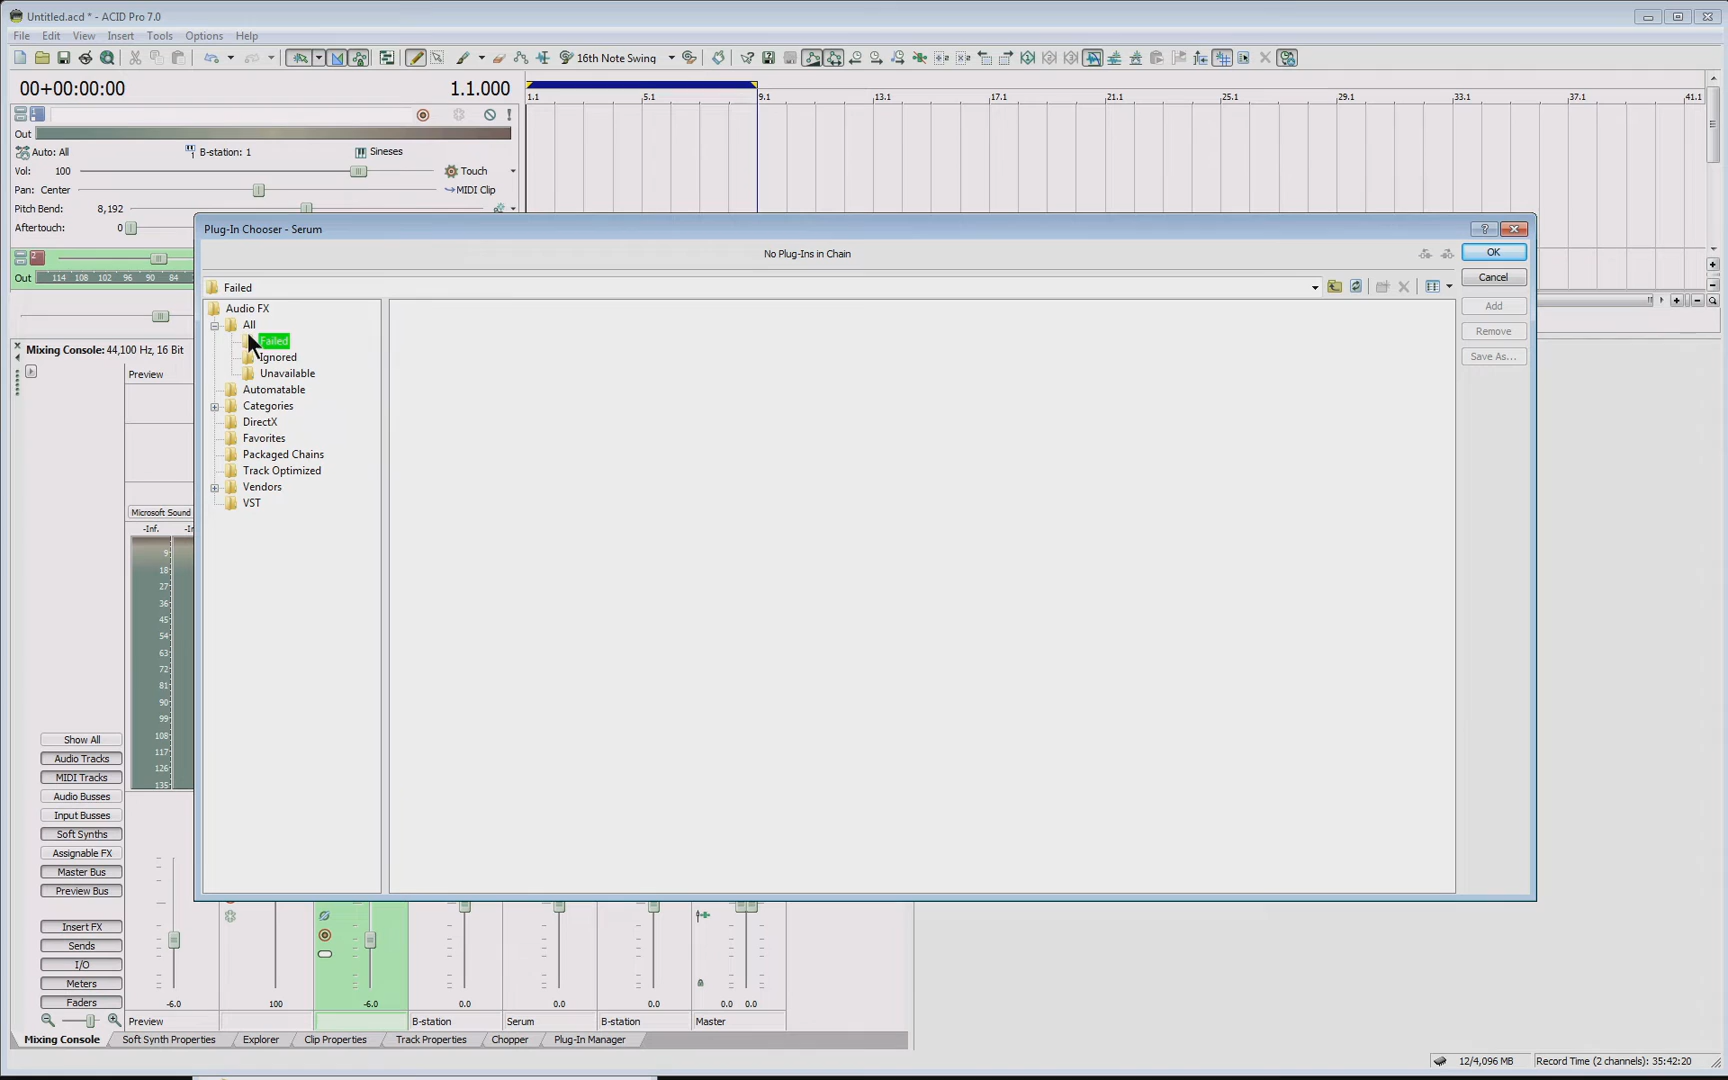 Untitled.acd * - ACID Pro 7.0
File Edit View Insert Tools Options Help
16th Note Swing
00+00:00:00
1.1.000
1.1 5.1 9.1 13.1 17.1 21.1 25.1 29.1 33.1 37.1 41.1
Out
Auto: All
B-station: 1
Sineses
Vol: 100
Touch
Pan: Center
MIDI Clip
Pitch Bend: 8,192
Aftertouch: 0
2
Out 114 108 102 96 90 84
Plug-In Chooser - Serum
No Plug-Ins in Chain
OK
Failed
Cancel
Audio FX
Add
All
Failed
Remove
Ignored
Save As...
Unavailable
Automatable
Categories
DirectX
Favorites
Packaged Chains
Track Optimized
Vendors
VST
Mixing Console: 44,100 Hz, 16 Bit
Preview
Microsoft Sound
-Inf.
9
18
27
36
45
54
63
72
81
90
99
108
117
126
135
Show All
Audio Tracks
MIDI Tracks
Audio Busses
Input Busses
Soft Synths
Assignable FX
Master Bus
Preview Bus
Insert FX
Sends
I/O
Meters
Faders
-6.0 100 -6.0 0.0 0.0 0.0 0.0 0.0
Preview B-station Serum B-station Master
Mixing Console Soft Synth Properties Explorer Clip Properties Track Properties Chopper Plug-In Manager
12/4,096 MB Record Time (2 channels): 35:42:20